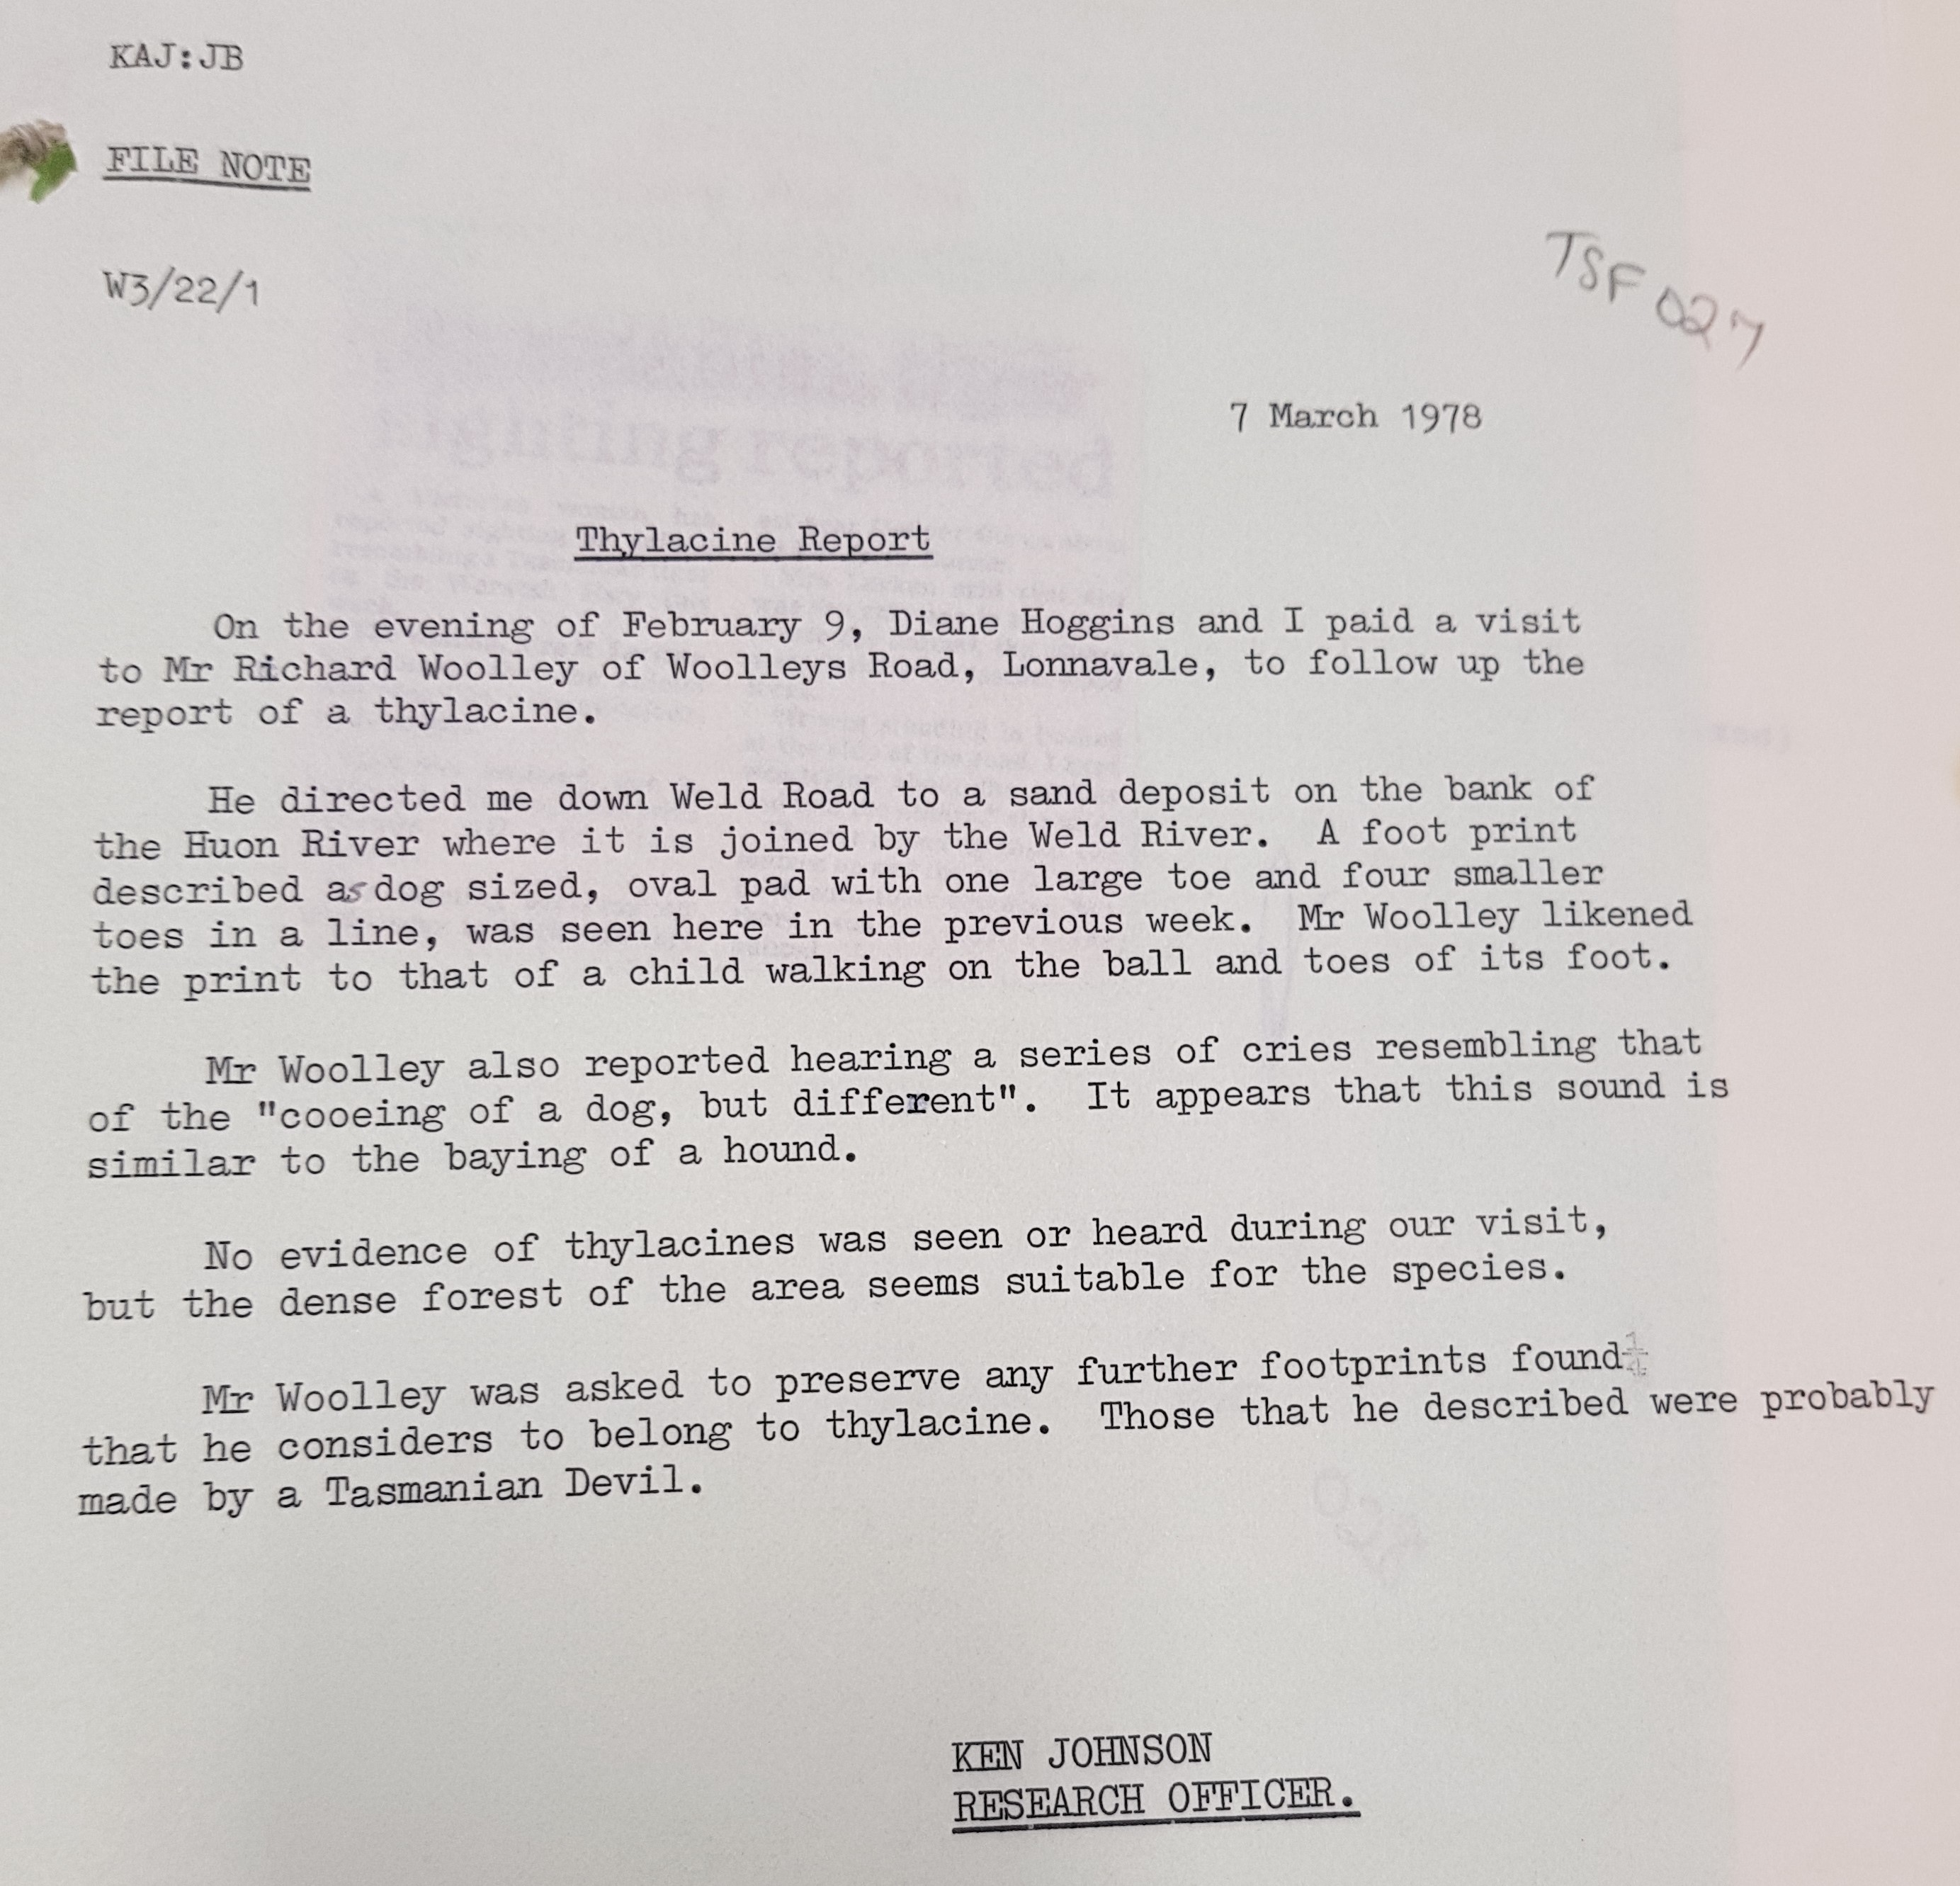 KAJ:JB
FILE NOTE
W3/22/1
TSF 027
7 March 1978
Thylacine Report
On the evening of February 9, Diane Hoggins and I paid a visit
to Mr Richard Woolley of Woolleys Road, Lonnavale, to follow up the
report of a thylacine.
He directed me down Weld Road to a sand deposit on the bank of
the Huon River where it is joined by the Weld River. A foot print
described as dog sized, oval pad with one large toe and four smaller
toes in a line, was seen here in the previous week. Mr Woolley likened
the print to that of a child walking on the ball and toes of its foot.
Mr Woolley also reported hearing a series of cries resembling that
of the "cooeing of a dog, but different". It appears that this sound is
similar to the baying of a hound.
No evidence of thylacines was seen or heard during our visit,
but the dense forest of the area seems suitable for the species.
Mr Woolley was asked to preserve any further footprints found
that he considers to belong to thylacine. Those that he described were probably
made by a Tasmanian Devil.
KEN JOHNSON
RESEARCH OFFICER.